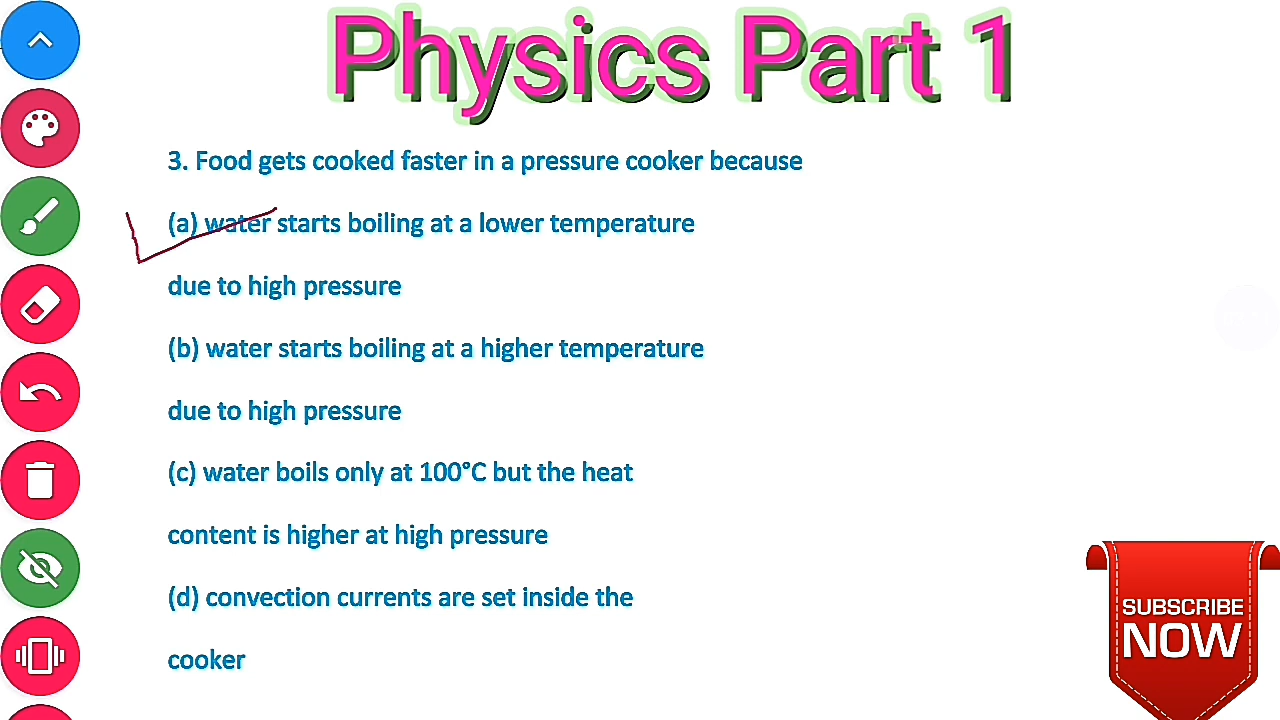 Physics Part 1
3. Food gets cooked faster in a pressure cooker because
(a) water starts boiling at a lower temperature
due to high pressure
(b) water starts boiling at a higher temperature
due to high pressure
(c) water boils only at 100°C but the heat
content is higher at high pressure
(d) convection currents are set inside the
cooker
SUBSCRIBE
NOW